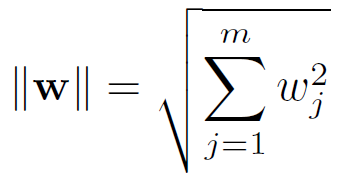 ‖w‖ = √∑_{j=1}^{m} w_j^2